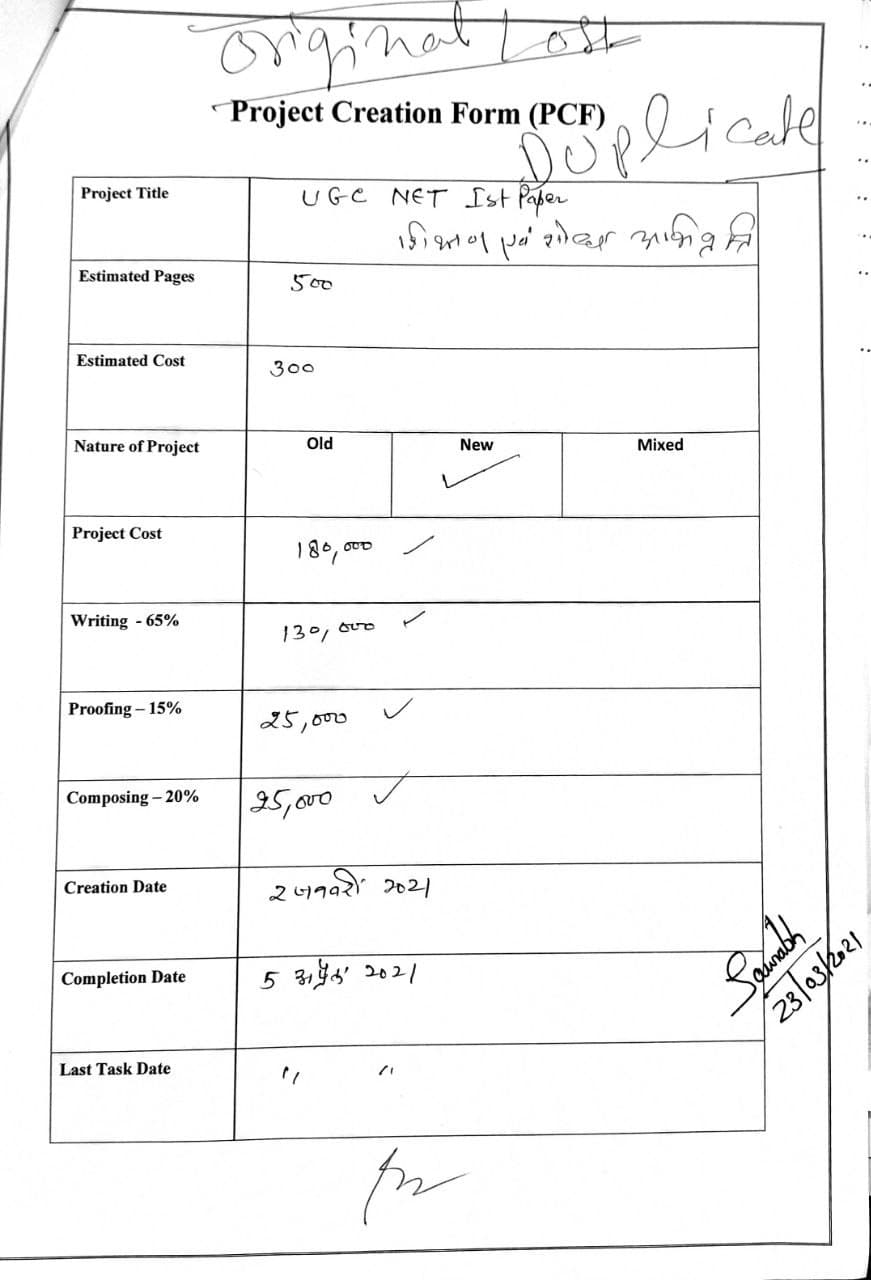 Original Lost
Project Creation Form (PCF)
Duplicate
Project Title UGC NET Ist Paper
शिक्षण एवं शोध
Estimated Pages 500
Estimated Cost 300
Nature of Project Old New Mixed
Project Cost 180,000
Writing - 65% 130,000
Proofing – 15% 25,000
Composing – 20% 25,000
Creation Date 2 जनवरी 2021
Completion Date 5 अप्रैल 2021
Saurabh
23/03/2021
Last Task Date " "